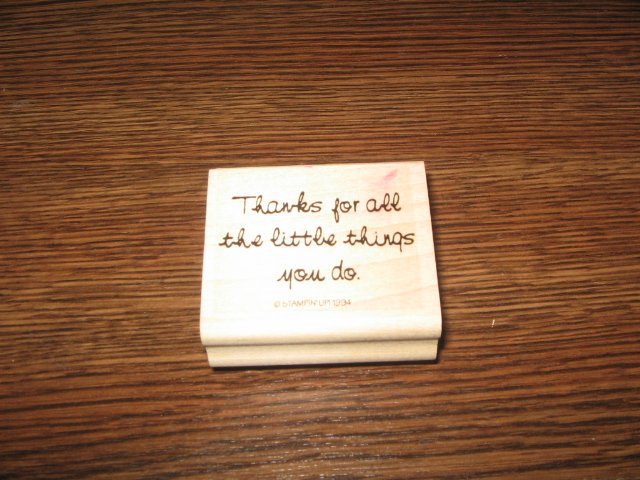 Thanks for all
the little things
you do.
© STAMPIN' UP! 1994